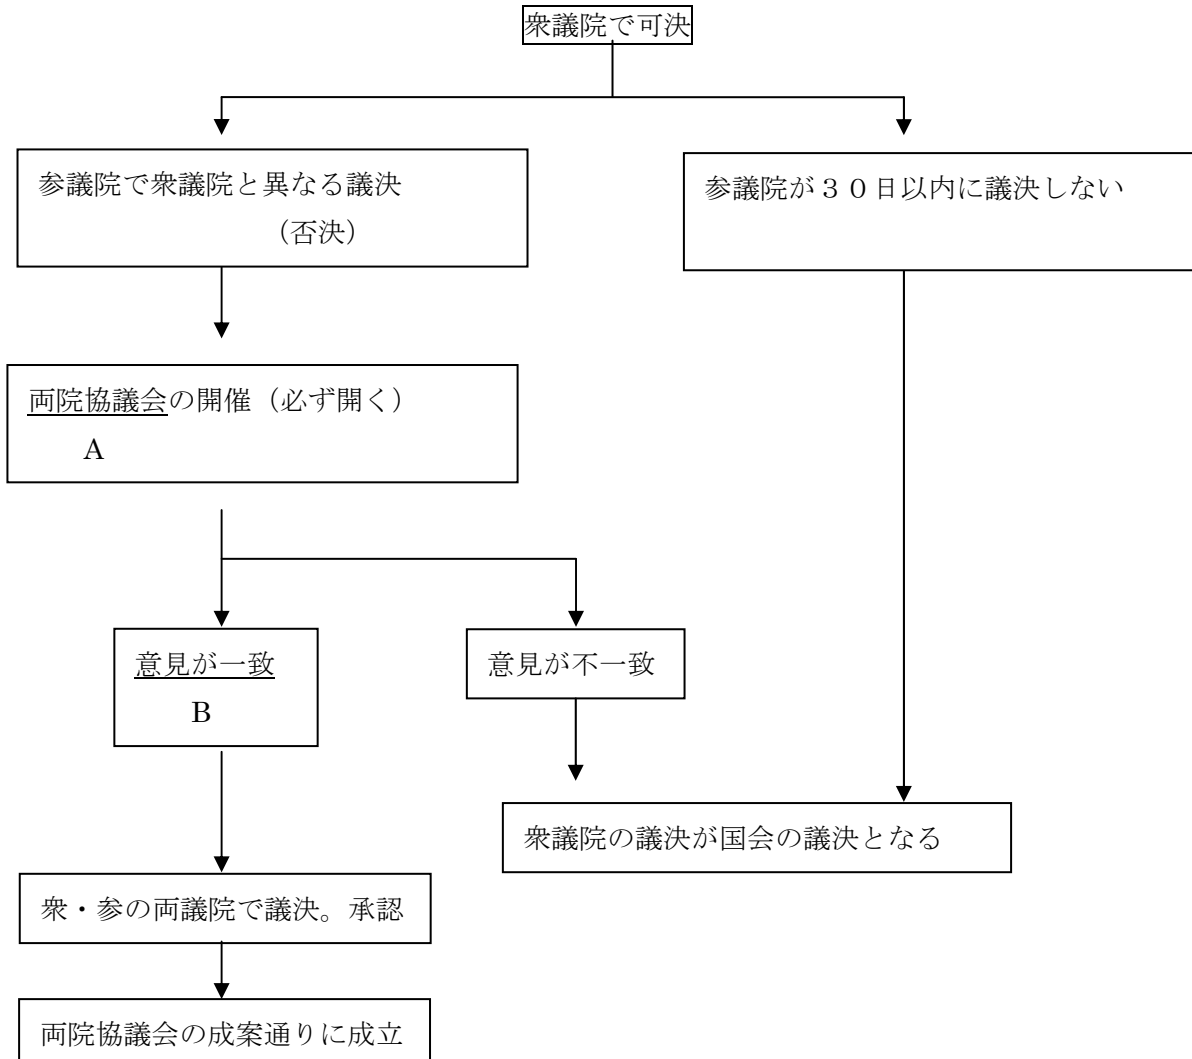 衆議院で可決
参議院で衆議院と異なる議決
（否決）
参議院が３０日以内に議決しない
両院協議会の開催（必ず開く）
A
意見が一致
B
意見が不一致
衆議院の議決が国会の議決となる
衆・参の両議院で議決。承認
両院協議会の成案通りに成立